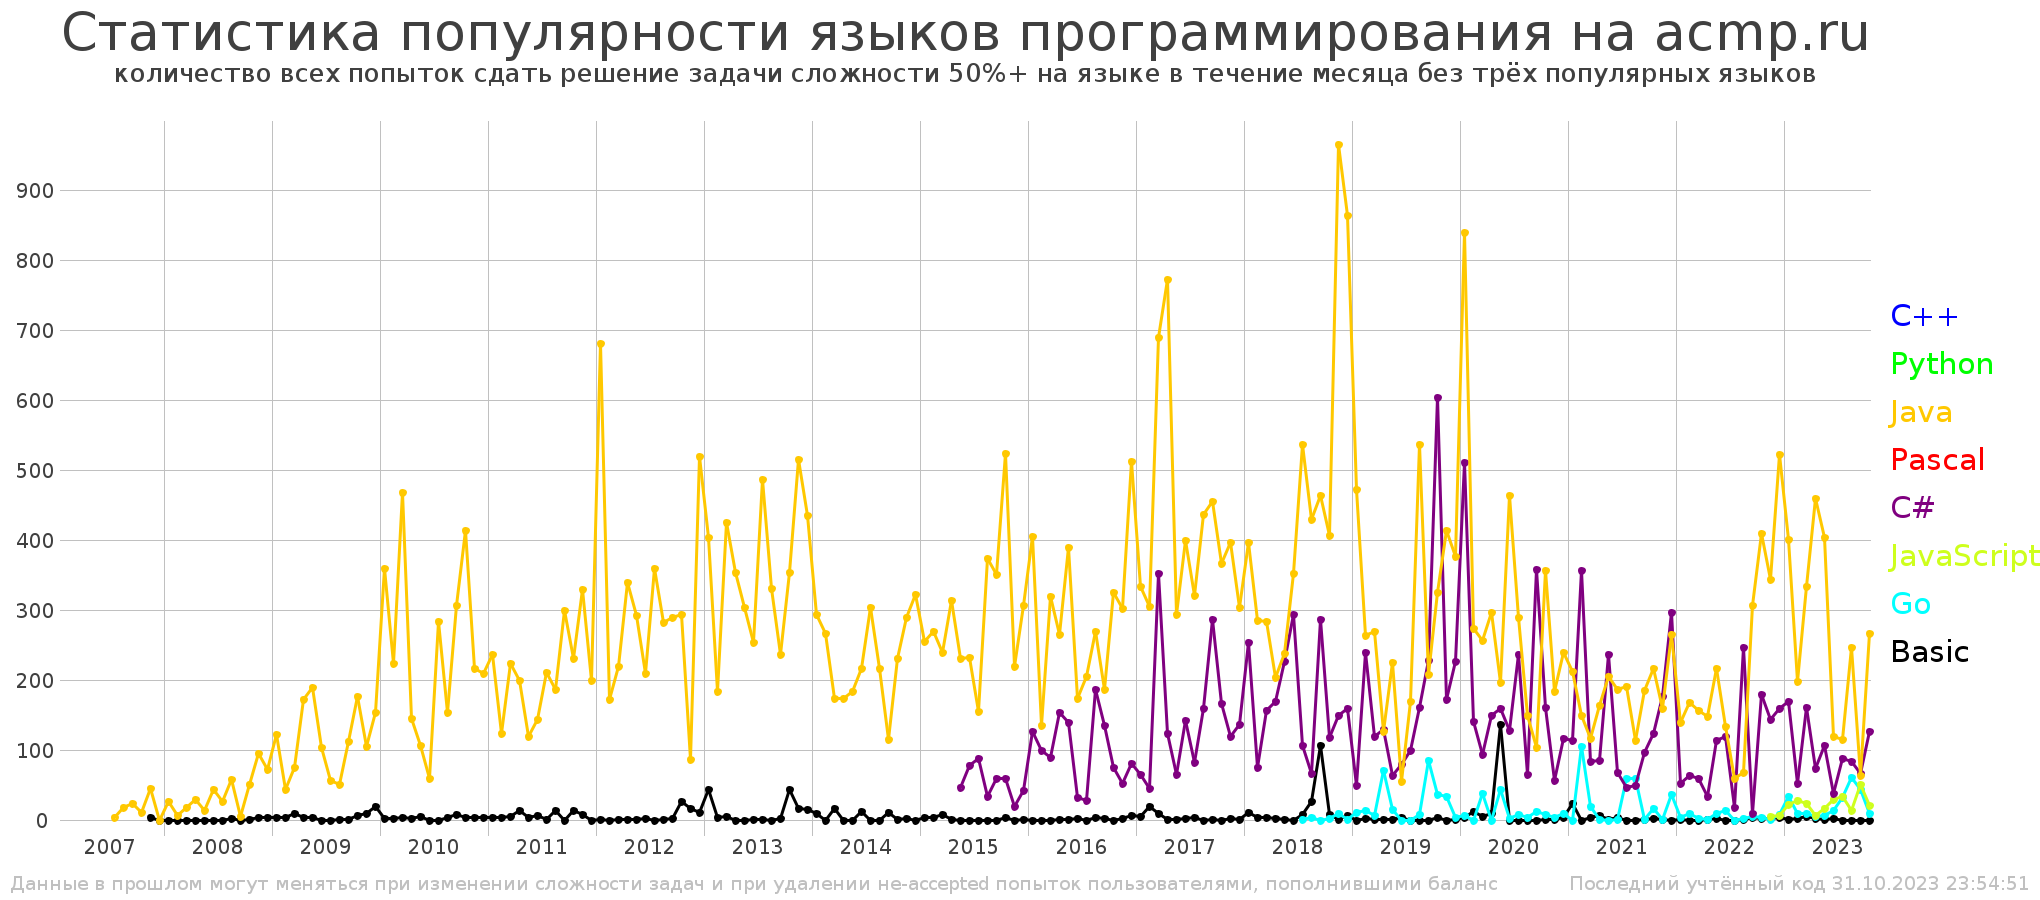 Статистика популярности языков программирования на acmp.ru
количество всех попыток сдать решение задачи сложности 50%+ на языке в течение месяца без трёх популярных языков
900
800
700
600
500
400
300
200
100
0
2007 2008 2009 2010 2011 2012 2013 2014 2015 2016 2017 2018 2019 2020 2021 2022 2023
C++
Python
Java
Pascal
C#
JavaScript
Go
Basic
Данные в прошлом могут меняться при изменении сложности задач и при удалении не-accepted попыток пользователями, пополнившими баланс
Последний учтённый код 31.10.2023 23:54:51